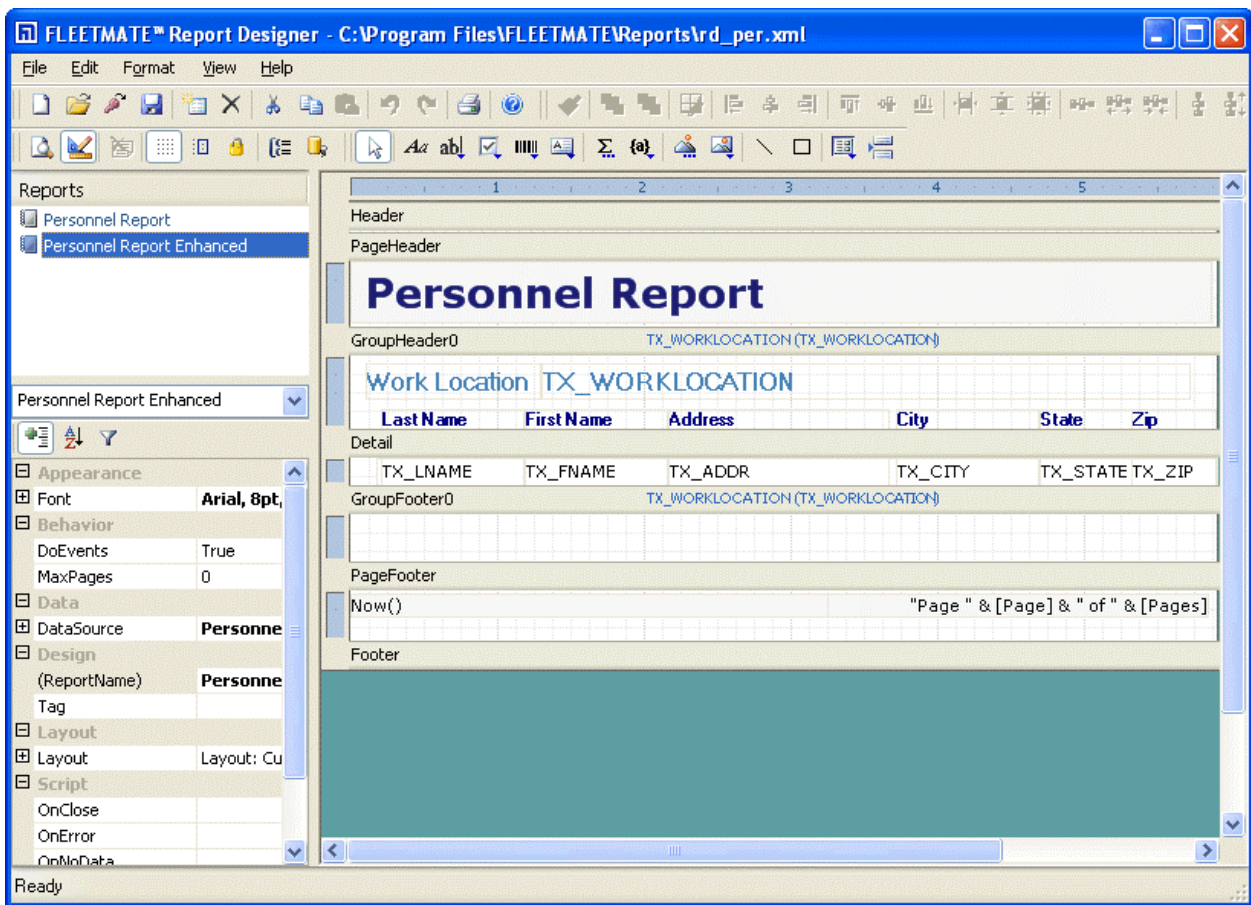 FLEETMATE™ Report Designer - C:\Program Files\FLEETMATE\Reports\rd_per.xml
File Edit Format View Help
Aa ab
Reports
Personnel Report
Personnel Report Enhanced
Personnel Report Enhanced
Appearance
Font Arial, 8pt,
Behavior
DoEvents True
MaxPages 0
Data
DataSource Personne
Design
(ReportName) Personne
Tag
Layout
Layout Layout: Cu
Script
OnClose
OnError
OnNoData
1 2 3 4 5
Header
PageHeader
Personnel Report
GroupHeader0 TX_WORKLOCATION (TX_WORKLOCATION)
Work Location TX_WORKLOCATION
Last Name First Name Address City State Zip
Detail
TX_LNAME TX_FNAME TX_ADDR TX_CITY TX_STATE TX_ZIP
GroupFooter0 TX_WORKLOCATION (TX_WORKLOCATION)
PageFooter
Now() "Page " & [Page] & " of " & [Pages]
Footer
Ready